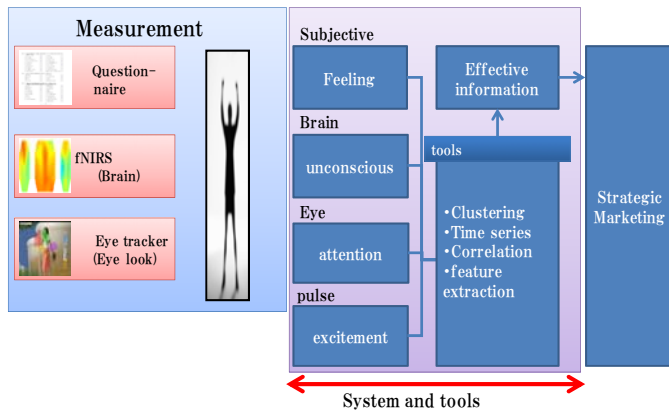 Measurement
Question-
naire
fNIRS
(Brain)
Eye tracker
(Eye look)
Subjective
Feeling
Brain
unconscious
Eye
attention
pulse
excitement
Effective
information
tools
•Clustering
•Time series
•Correlation
•feature
extraction
Strategic
Marketing
System and tools